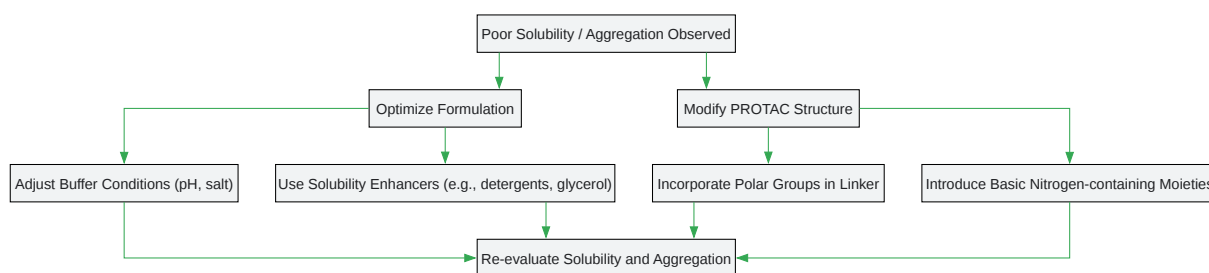 Poor Solubility / Aggregation Observed
Optimize Formulation
Modify PROTAC Structure
Adjust Buffer Conditions (pH, salt)
Use Solubility Enhancers (e.g., detergents, glycerol)
Incorporate Polar Groups in Linker
Introduce Basic Nitrogen-containing Moieties
Re-evaluate Solubility and Aggregation